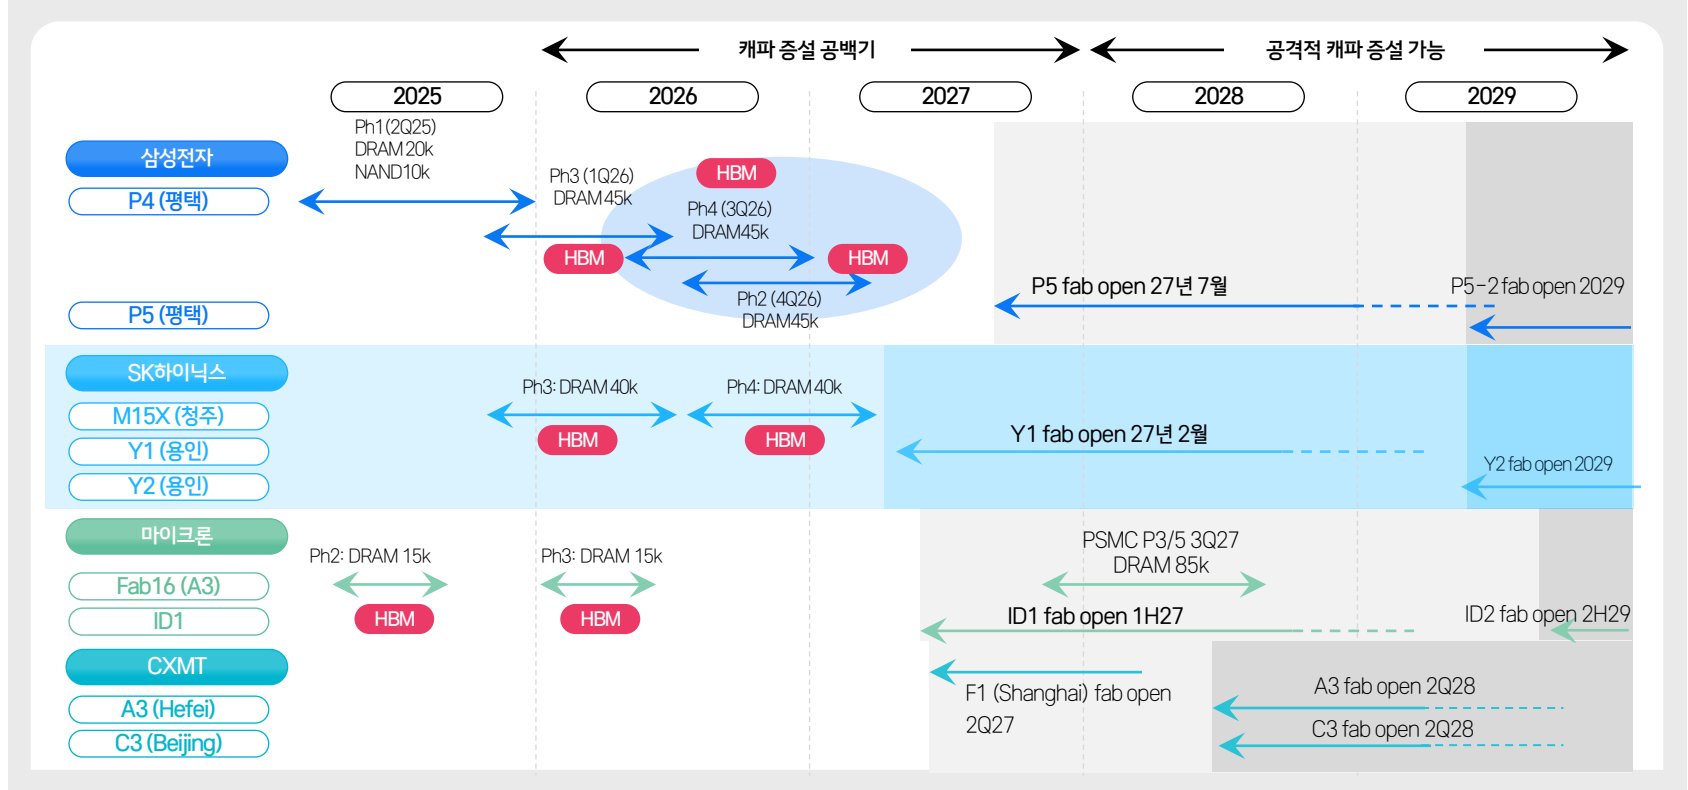 캐파 증설 공백기
공격적 캐파 증설 가능
2025
2026
2027
2028
2029
삼성전자
P4 (평택)
P5 (평택)
Ph1 (2Q25)
DRAM 20k
NAND10k
Ph3 (1Q26)
DRAM 45k
HBM
HBM
Ph4 (3Q26)
DRAM45k
HBM
Ph2 (4Q26)
DRAM45k
P5 fab open 27년 7월
P5-2 fab open 2029
SK하이닉스
M15X (청주)
Y1 (용인)
Y2 (용인)
Ph3: DRAM 40k
HBM
Ph4: DRAM 40k
HBM
Y1 fab open 27년 2월
Y2 fab open 2029
마이크론
Fab16 (A3)
ID1
Ph2: DRAM 15k
HBM
Ph3: DRAM 15k
HBM
PSMC P3/5 3Q27
DRAM 85k
ID1 fab open 1H27
ID2 fab open 2H29
CXMT
A3 (Hefei)
C3 (Beijing)
F1 (Shanghai) fab open
2Q27
A3 fab open 2Q28
C3 fab open 2Q28